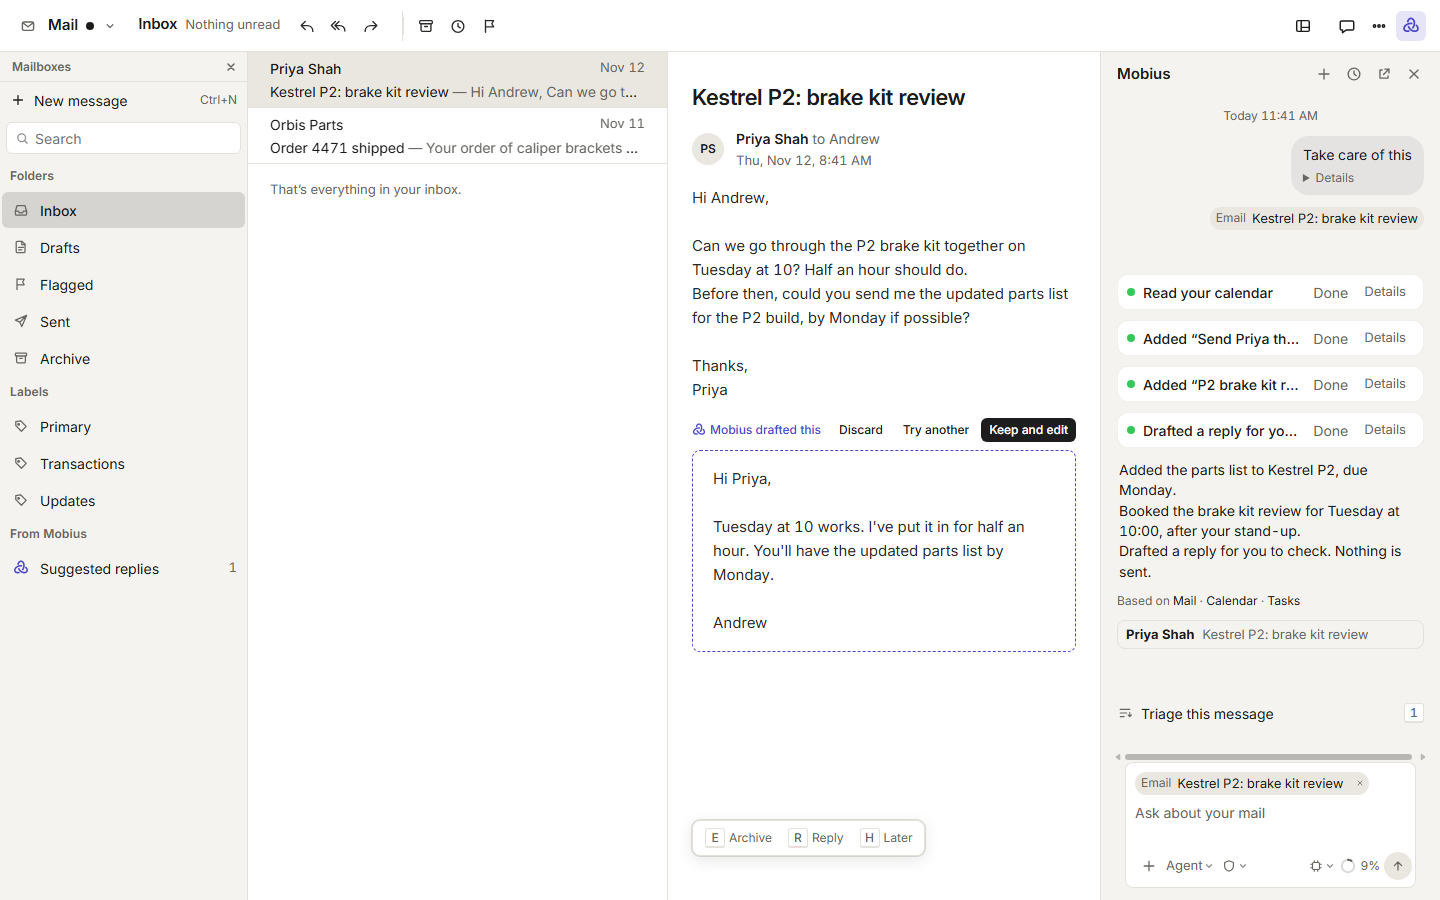 Mail
Inbox Nothing unread
Mailboxes
New message Ctrl+N
Search
Folders
Inbox
Drafts
Flagged
Sent
Archive
Labels
Primary
Transactions
Updates
From Mobius
Suggested replies 1
Priya Shah Nov 12
Kestrel P2: brake kit review — Hi Andrew, Can we go t...
Orbis Parts Nov 11
Order 4471 shipped — Your order of caliper brackets ...
That’s everything in your inbox.
Kestrel P2: brake kit review
PS
Priya Shah to Andrew
Thu, Nov 12, 8:41 AM
Hi Andrew,
Can we go through the P2 brake kit together on
Tuesday at 10? Half an hour should do.
Before then, could you send me the updated parts list
for the P2 build, by Monday if possible?
Thanks,
Priya
Mobius drafted this Discard Try another Keep and edit
Hi Priya,
Tuesday at 10 works. I've put it in for half an
hour. You'll have the updated parts list by
Monday.
Andrew
E Archive R Reply H Later
Mobius
Today 11:41 AM
Take care of this
Details
Email Kestrel P2: brake kit review
Read your calendar Done Details
Added “Send Priya th... Done Details
Added “P2 brake kit r... Done Details
Drafted a reply for yo... Done Details
Added the parts list to Kestrel P2, due
Monday.
Booked the brake kit review for Tuesday at
10:00, after your stand-up.
Drafted a reply for you to check. Nothing is
sent.
Based on Mail · Calendar · Tasks
Priya Shah Kestrel P2: brake kit review
Triage this message 1
Email Kestrel P2: brake kit review ×
Ask about your mail
Agent 9%